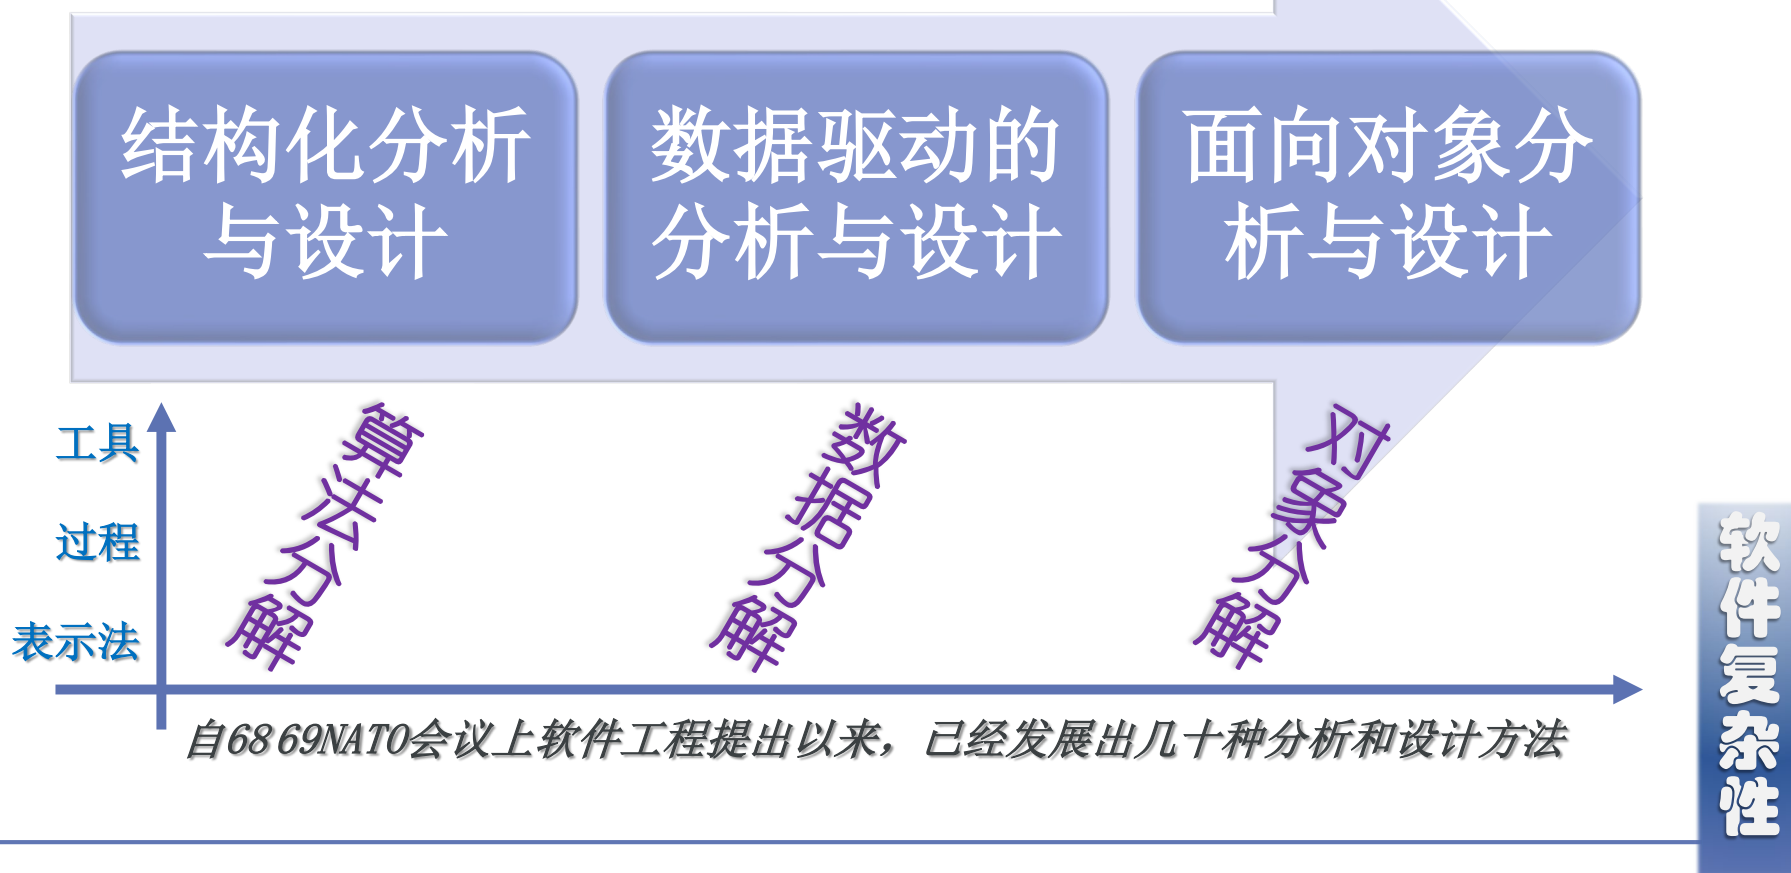 结构化分析
与设计
数据驱动的
分析与设计
面向对象分
析与设计
工具
过程
表示法
算法分解
数据分解
对象分解
自68 69NATO会议上软件工程提出以来，已经发展出几十种分析和设计方法
软件复杂性